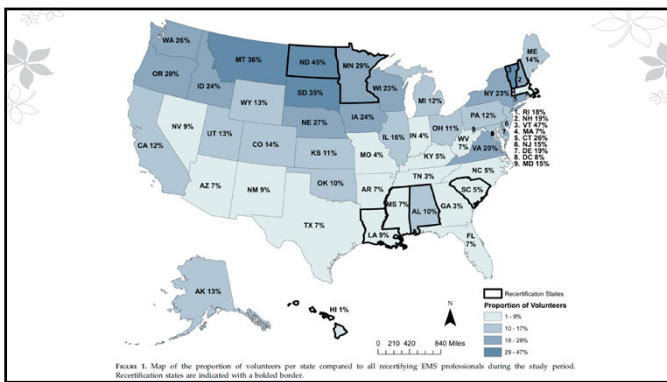 WA 26%
OR 20%
CA 12%
NV 9%
ID 24%
MT 36%
WY 13%
UT 13%
AZ 7%
CO 14%
NM 9%
ND 45%
SD 35%
NE 27%
KS 11%
OK 10%
TX 7%
MN 29%
IA 24%
MO 4%
AR 7%
LA 9%
WI 23%
IL 16%
MS 7%
MI 12%
IN 4%
KY 5%
TN 3%
AL 10%
OH 11%
WV
7%
GA 3%
FL
7%
SC 5%
NC 5%
VA 20%
PA 12%
NY 23%
ME
14%
1. RI 18%
2. NH 19%
3. VT 47%
4. MA 7%
5. CT 26%
6. NJ 15%
7. DE 19%
8. DC 8%
9. MD 15%
2
5
6
7
9
AK 13%
HI 1%
N
0 210 420 840 Miles
Recertificaton States
Proportion of Volunteers
1 - 9%
10 - 17%
18 - 29%
29 - 47%
FIGURE 1. Map of the proportion of volunteers per state compared to all recertifying EMS professionals during the study period.
Recertification states are indicated with a bolded border.